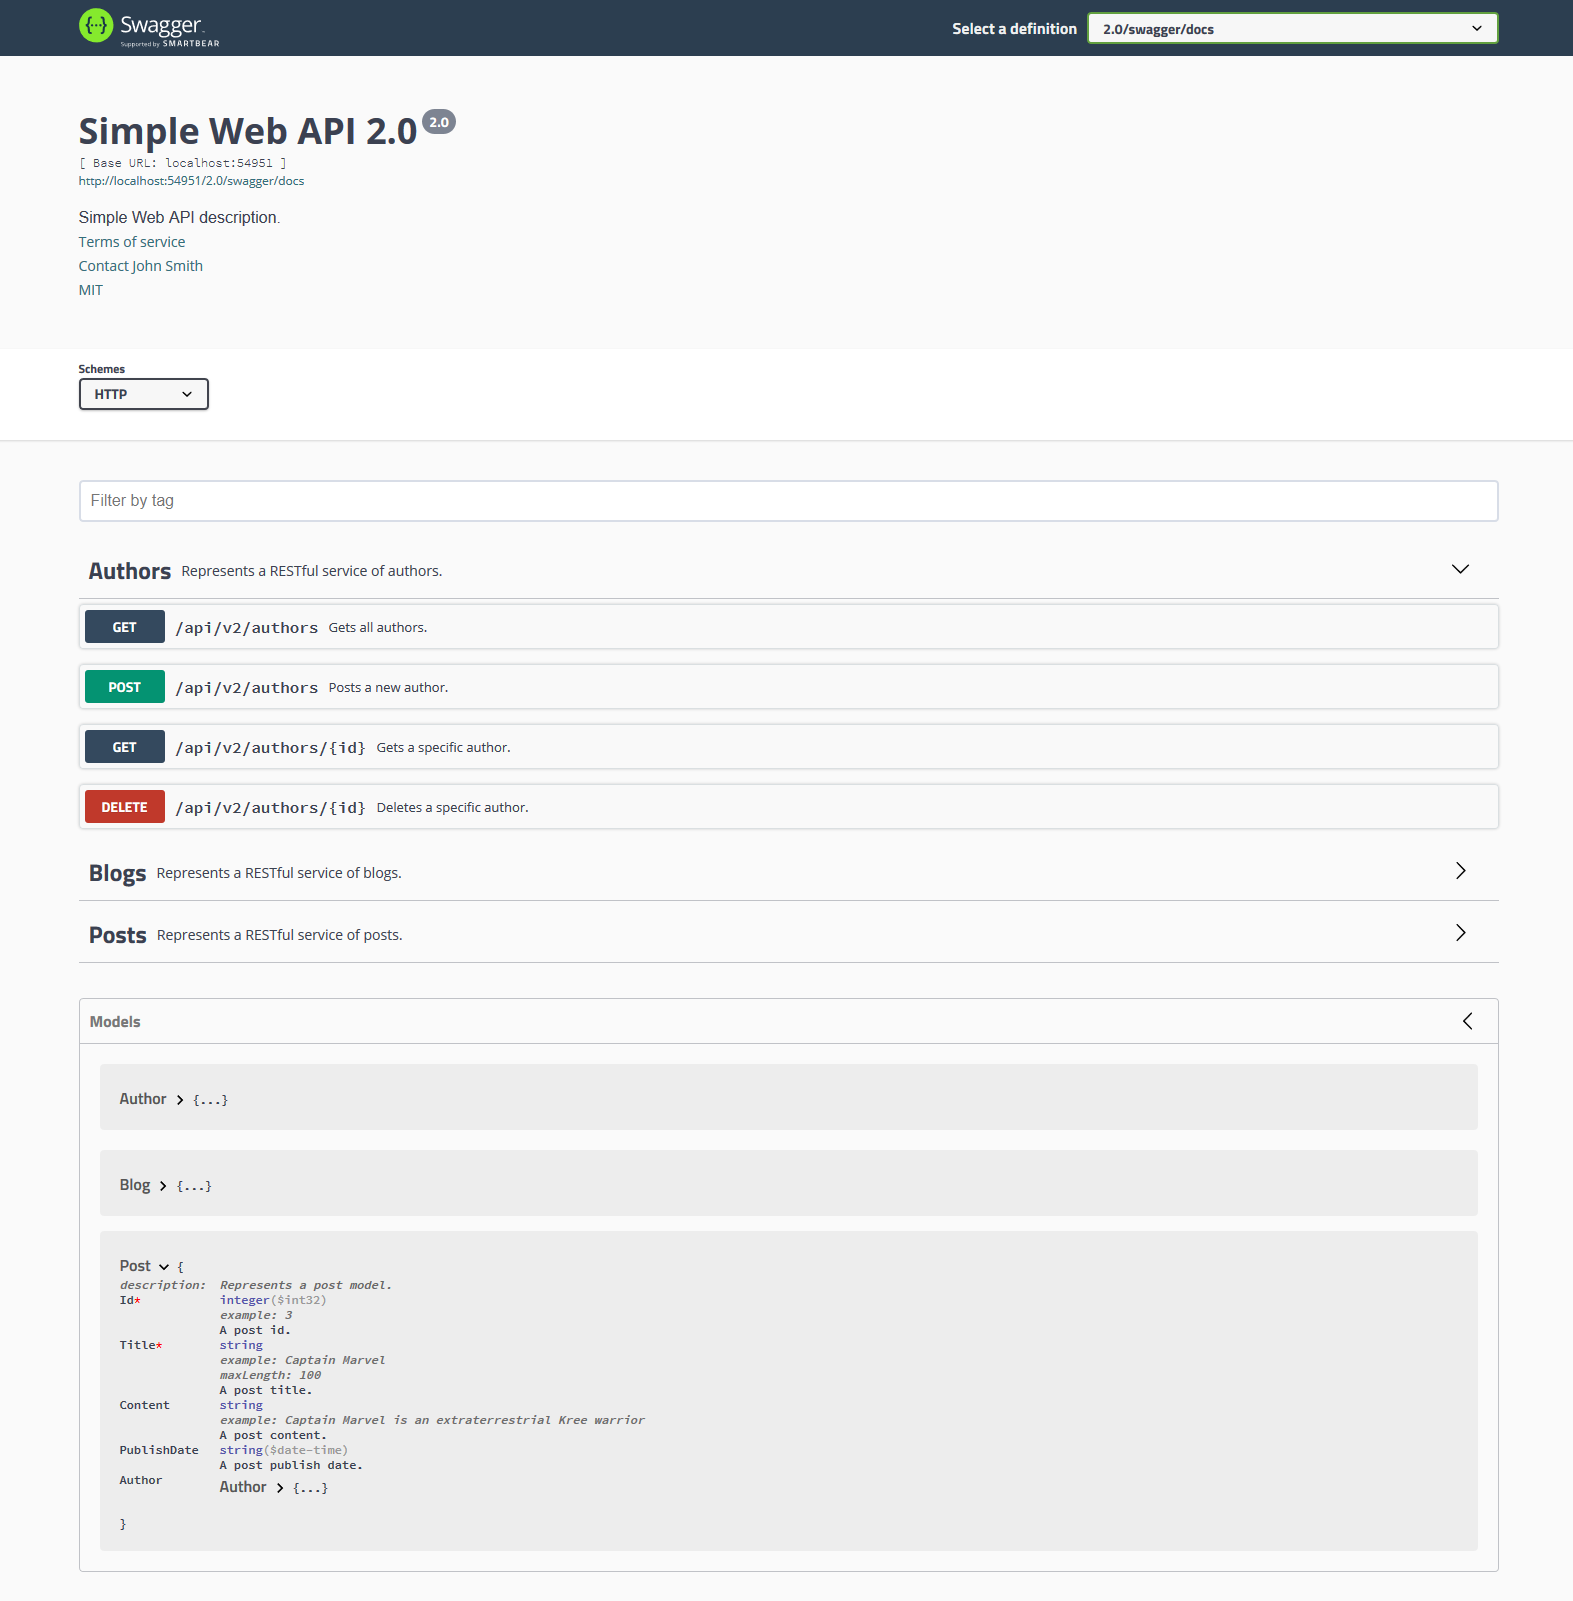 Swagger
Supported by SMARTBEAR
Select a definition
2.0/swagger/docs
Simple Web API 2.0 2.0
[ Base URL: localhost:54951 ]
http://localhost:54951/2.0/swagger/docs
Simple Web API description.
Terms of service
Contact John Smith
MIT
Schemes
HTTP
Filter by tag
Authors Represents a RESTful service of authors.
GET /api/v2/authors Gets all authors.
POST /api/v2/authors Posts a new author.
GET /api/v2/authors/{id} Gets a specific author.
DELETE /api/v2/authors/{id} Deletes a specific author.
Blogs Represents a RESTful service of blogs.
Posts Represents a RESTful service of posts.
Models
Author {...}
Blog {...}
Post {
description: Represents a post model.
Id* integer($int32)
example: 3
A post id.
Title* string
example: Captain Marvel
maxLength: 100
A post title.
Content string
example: Captain Marvel is an extraterrestrial Kree warrior
A post content.
PublishDate string($date-time)
A post publish date.
Author Author {...}
}